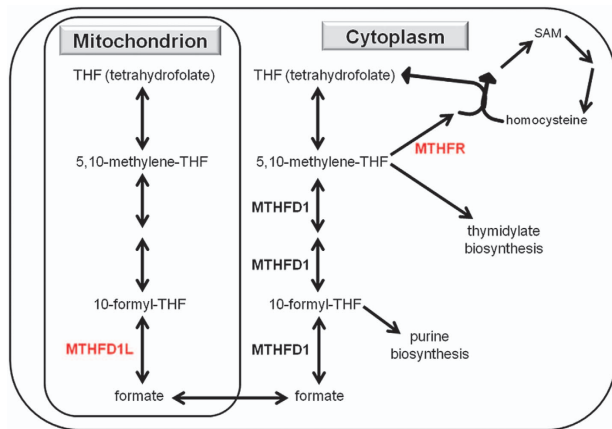 Mitochondrion
Cytoplasm
SAM
THF (tetrahydrofolate)
THF (tetrahydrofolate)
homocysteine
MTHFR
5,10-methylene-THF
5,10-methylene-THF
MTHFD1
thymidylate
biosynthesis
MTHFD1
10-formyl-THF
10-formyl-THF
purine
biosynthesis
MTHFD1L
MTHFD1
formate
formate